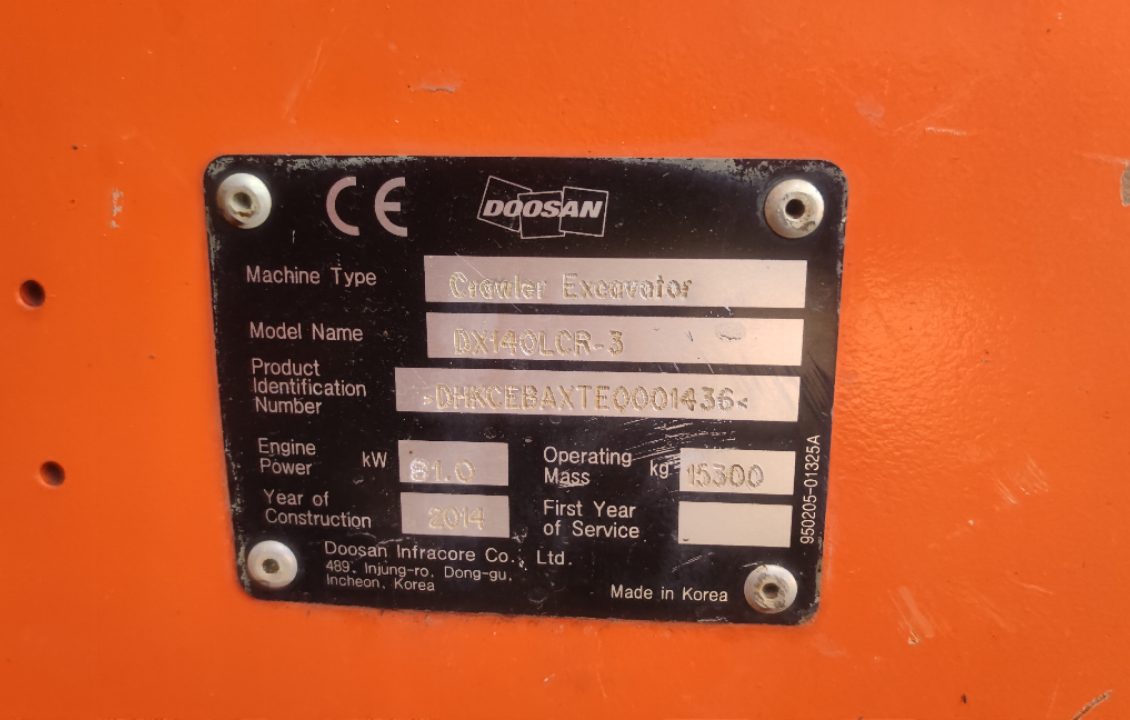 CE DOOSAN
Machine Type Crawler Excavator
Model Name DX140LCR-3
Product
Identification
Number
*DHKCEBAXTE0001436*
Engine
Power kW 81.0
Operating
Mass kg 15300
Year of
Construction 2014
First Year
of Service
Doosan Infracore Co., Ltd.
489, Injung-ro, Dong-gu,
Incheon, Korea
Made in Korea
950205-01325A